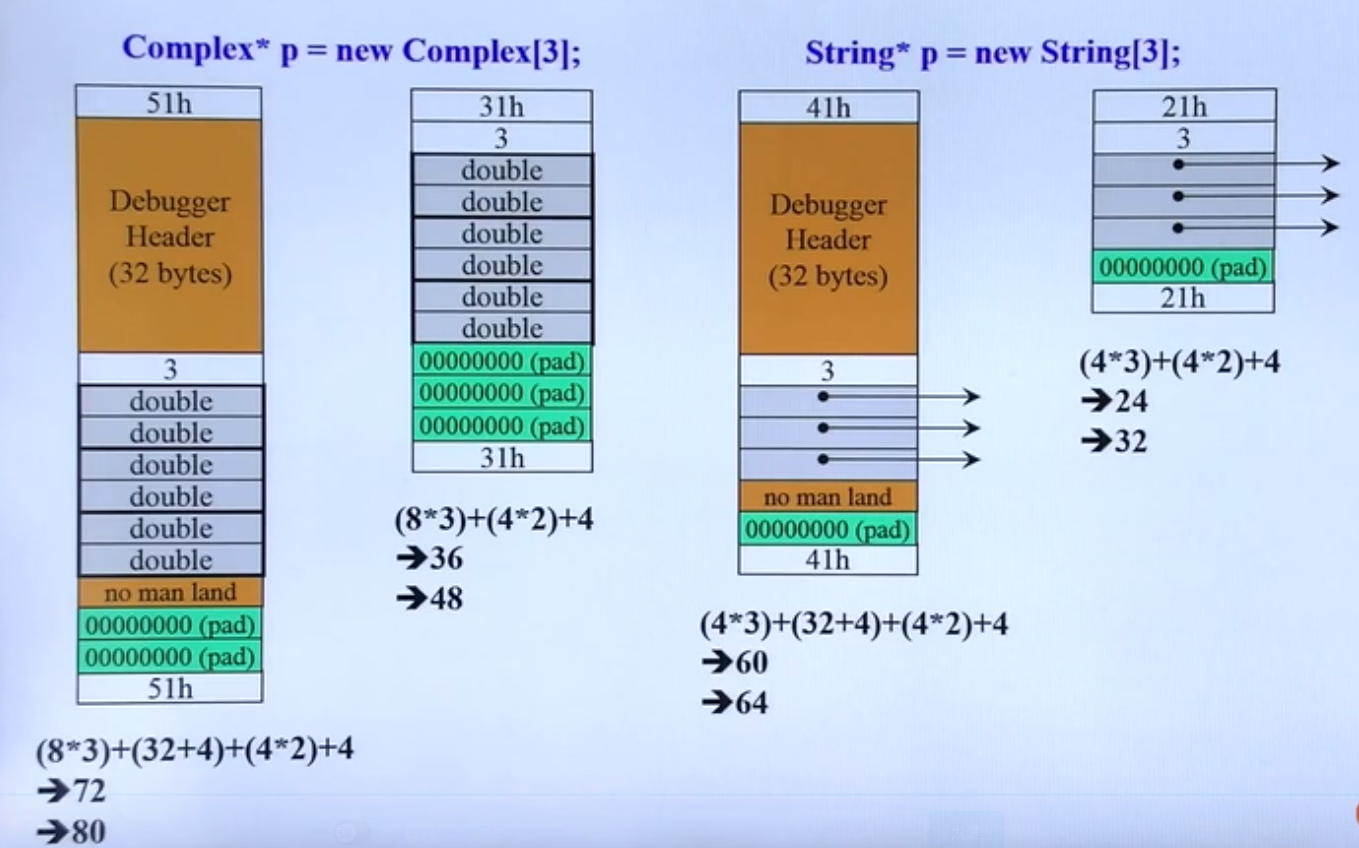 Complex* p = new Complex[3];
51h
Debugger
Header
(32 bytes)
3
double
double
double
double
double
double
no man land
00000000 (pad)
00000000 (pad)
51h
(8*3)+(32+4)+(4*2)+4
➔72
➔80
31h
3
double
double
double
double
double
double
00000000 (pad)
00000000 (pad)
00000000 (pad)
31h
(8*3)+(4*2)+4
➔36
➔48
String* p = new String[3];
41h
Debugger
Header
(32 bytes)
3
no man land
00000000 (pad)
41h
(4*3)+(32+4)+(4*2)+4
➔60
➔64
21h
3
00000000 (pad)
21h
(4*3)+(4*2)+4
➔24
➔32